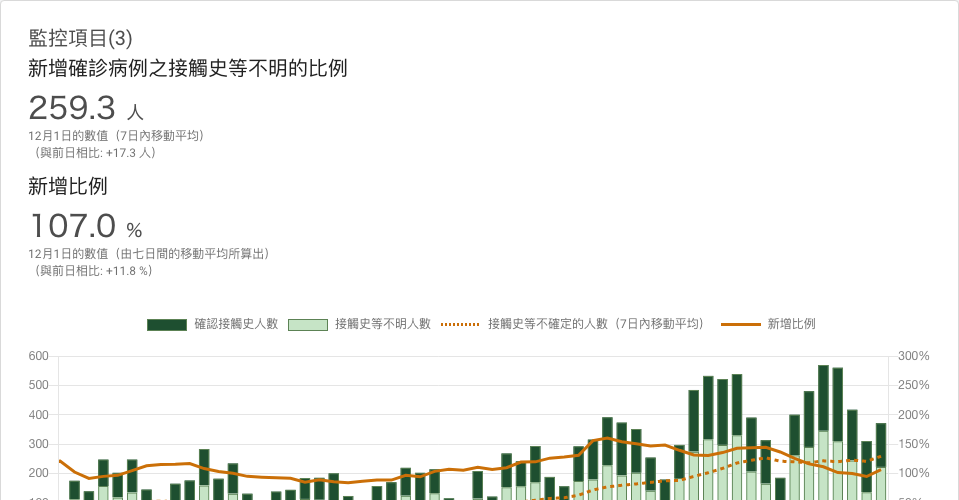 監控項目(3)
新增確診病例之接觸史等不明的比例
259.3 人
12月1日的數值（7日內移動平均）
（與前日相比: +17.3 人）
新增比例
107.0 %
12月1日的數值（由七日間的移動平均所算出）
（與前日相比: +11.8 %）
確認接觸史人數 接觸史等不明人數 接觸史等不確定的人數（7日內移動平均） 新增比例
600 300%
500 250%
400 200%
300 150%
200 100%